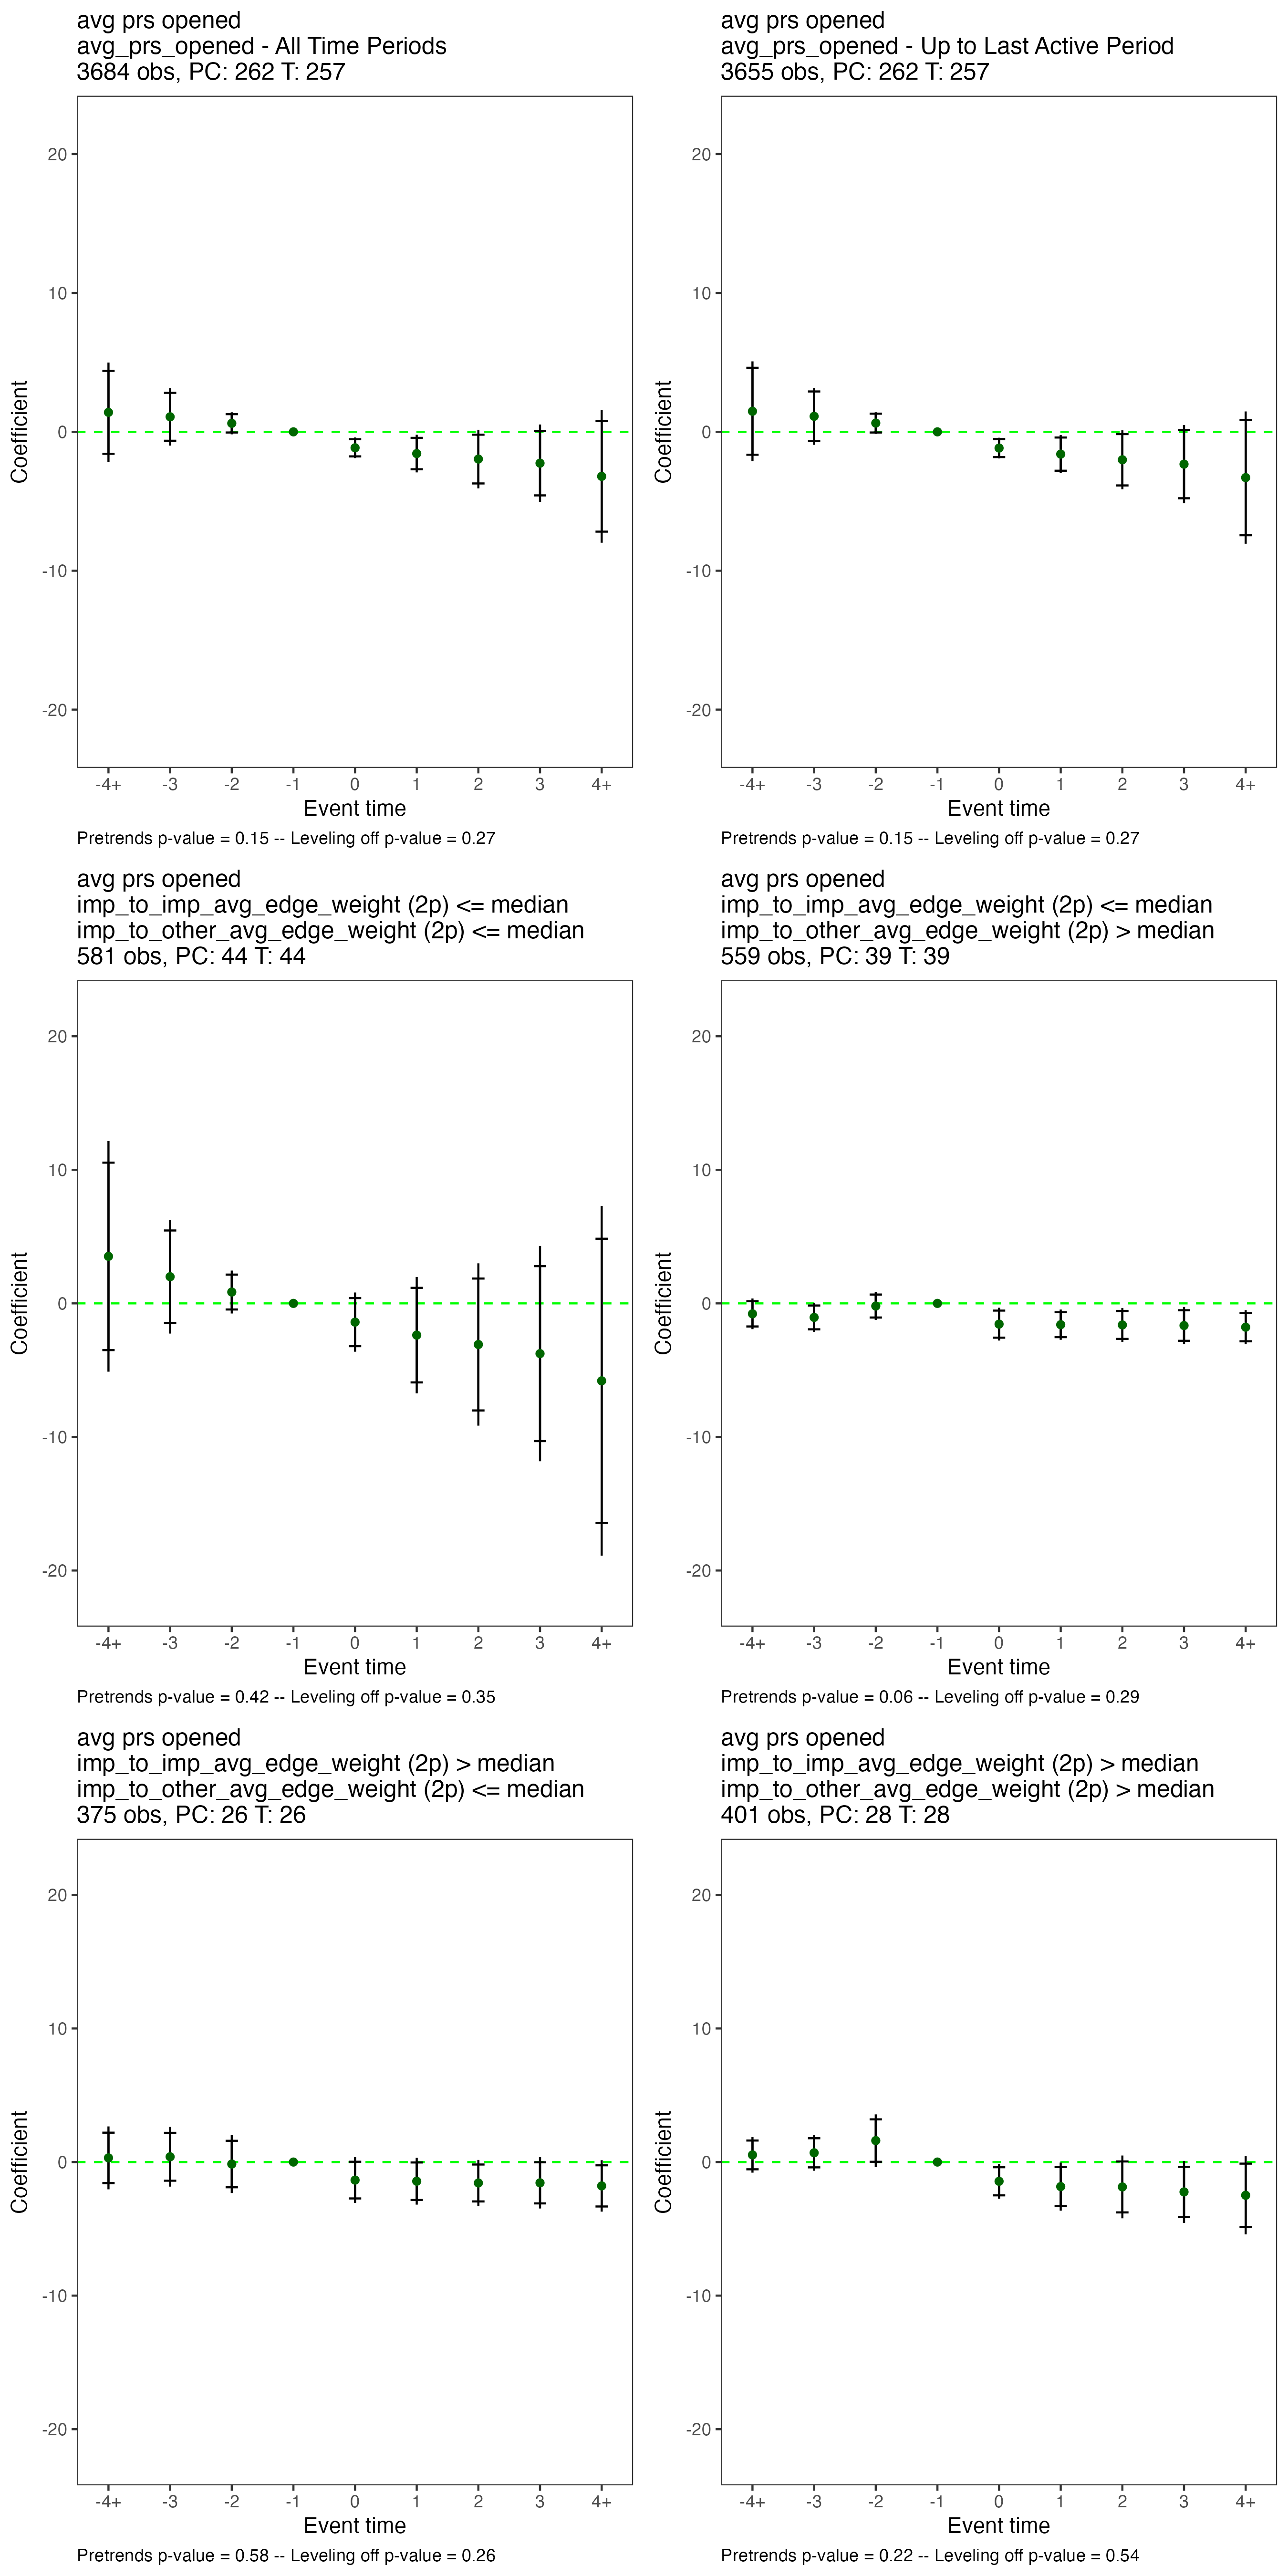 avg prs opened
avg_prs_opened - All Time Periods
3684 obs, PC: 262 T: 257
20
10
0
-10
-20
Coefficient
-4+ -3 -2 -1 0 1 2 3 4+
Event time
Pretrends p-value = 0.15 -- Leveling off p-value = 0.27
avg prs opened
avg_prs_opened - Up to Last Active Period
3655 obs, PC: 262 T: 257
20
10
0
-10
-20
Coefficient
-4+ -3 -2 -1 0 1 2 3 4+
Event time
Pretrends p-value = 0.15 -- Leveling off p-value = 0.27
avg prs opened
imp_to_imp_avg_edge_weight (2p) <= median
imp_to_other_avg_edge_weight (2p) <= median
581 obs, PC: 44 T: 44
20
10
0
-10
-20
Coefficient
-4+ -3 -2 -1 0 1 2 3 4+
Event time
Pretrends p-value = 0.42 -- Leveling off p-value = 0.35
avg prs opened
imp_to_imp_avg_edge_weight (2p) <= median
imp_to_other_avg_edge_weight (2p) > median
559 obs, PC: 39 T: 39
20
10
0
-10
-20
Coefficient
-4+ -3 -2 -1 0 1 2 3 4+
Event time
Pretrends p-value = 0.06 -- Leveling off p-value = 0.29
avg prs opened
imp_to_imp_avg_edge_weight (2p) > median
imp_to_other_avg_edge_weight (2p) <= median
375 obs, PC: 26 T: 26
20
10
0
-10
-20
Coefficient
-4+ -3 -2 -1 0 1 2 3 4+
Event time
Pretrends p-value = 0.58 -- Leveling off p-value = 0.26
avg prs opened
imp_to_imp_avg_edge_weight (2p) > median
imp_to_other_avg_edge_weight (2p) > median
401 obs, PC: 28 T: 28
20
10
0
-10
-20
Coefficient
-4+ -3 -2 -1 0 1 2 3 4+
Event time
Pretrends p-value = 0.22 -- Leveling off p-value = 0.54